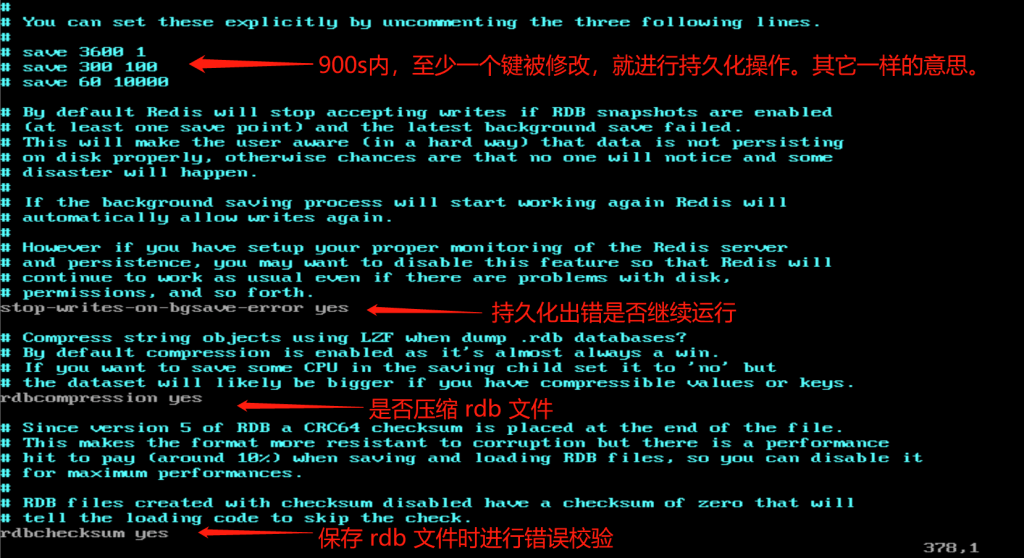 #
# You can set these explicitly by uncommenting the three following lines.
#
# save 3600 1
# save 300 100
900s内，至少一个键被修改，就进行持久化操作。其它一样的意思。
# save 60 10000
#
# By default Redis will stop accepting writes if RDB snapshots are enabled
# (at least one save point) and the latest background save failed.
# This will make the user aware (in a hard way) that data is not persisting
# on disk properly, otherwise chances are that no one will notice and some
# disaster will happen.
#
# If the background saving process will start working again Redis will
# automatically allow writes again.
#
# However if you have setup your proper monitoring of the Redis server
# and persistence, you may want to disable this feature so that Redis will
# continue to work as usual even if there are problems with disk,
# permissions, and so forth.
stop-writes-on-bgsave-error yes
持久化出错是否继续运行
# Compress string objects using LZF when dump .rdb databases?
# By default compression is enabled as it's almost always a win.
# If you want to save some CPU in the saving child set it to 'no' but
# the dataset will likely be bigger if you have compressible values or keys.
rdbcompression yes
是否压缩 rdb 文件
# Since version 5 of RDB a CRC64 checksum is placed at the end of the file.
# This makes the format more resistant to corruption but there is a performance
# hit to pay (around 10%) when saving and loading RDB files, so you can disable it
# for maximum performances.
#
# RDB files created with checksum disabled have a checksum of zero that will
# tell the loading code to skip the check.
rdbchecksum yes
保存 rdb 文件时进行错误校验
378,1